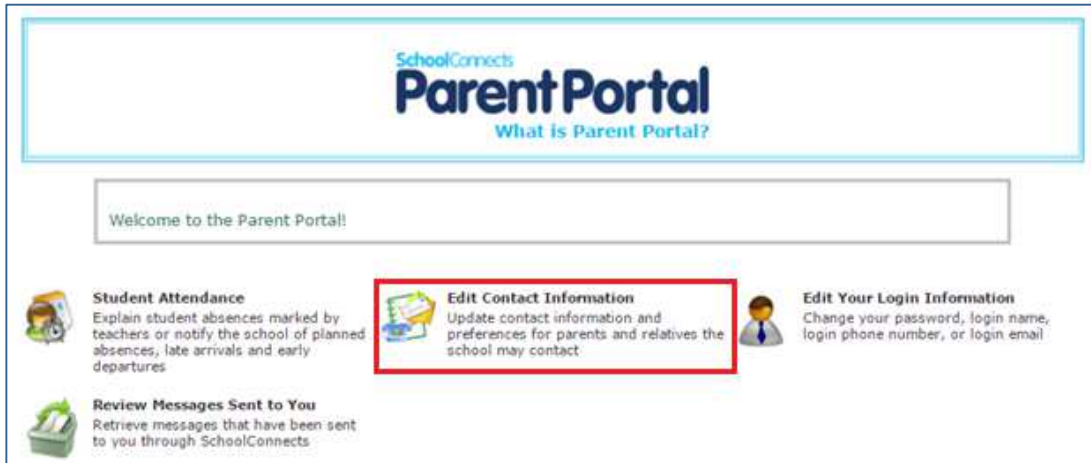 SchoolConnects
ParentPortal
What is Parent Portal?
Welcome to the Parent Portal!
Student Attendance
Explain student absences marked by
teachers or notify the school of planned
absences, late arrivals and early
departures
Edit Contact Information
Update contact information and
preferences for parents and relatives the
school may contact
Edit Your Login Information
Change your password, login name,
login phone number, or login email
Review Messages Sent to You
Retrieve messages that have been sent
to you through SchoolConnects